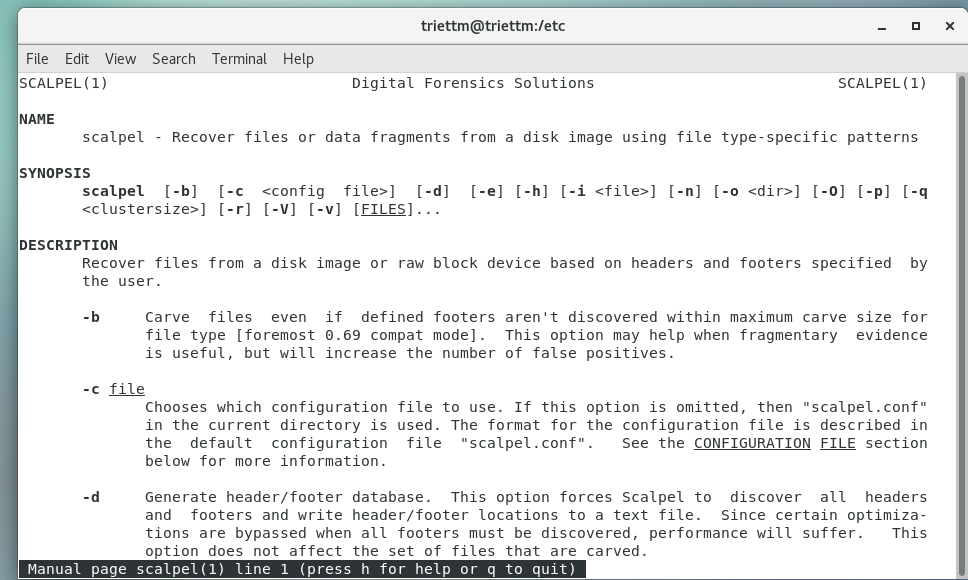 triettm@triettm:/etc
File Edit View Search Terminal Help
SCALPEL(1) Digital Forensics Solutions SCALPEL(1)
NAME
scalpel - Recover files or data fragments from a disk image using file type-specific patterns
SYNOPSIS
scalpel [-b] [-c <config file>] [-d] [-e] [-h] [-i <file>] [-n] [-o <dir>] [-O] [-p] [-q
<clustersize>] [-r] [-V] [-v] [FILES]...
DESCRIPTION
Recover files from a disk image or raw block device based on headers and footers specified by
the user.
-b Carve files even if defined footers aren't discovered within maximum carve size for
file type [foremost 0.69 compat mode]. This option may help when fragmentary evidence
is useful, but will increase the number of false positives.
-c file
Chooses which configuration file to use. If this option is omitted, then "scalpel.conf"
in the current directory is used. The format for the configuration file is described in
the default configuration file "scalpel.conf". See the CONFIGURATION FILE section
below for more information.
-d Generate header/footer database. This option forces Scalpel to discover all headers
and footers and write header/footer locations to a text file. Since certain optimiza-
tions are bypassed when all footers must be discovered, performance will suffer. This
option does not affect the set of files that are carved.
Manual page scalpel(1) line 1 (press h for help or q to quit)